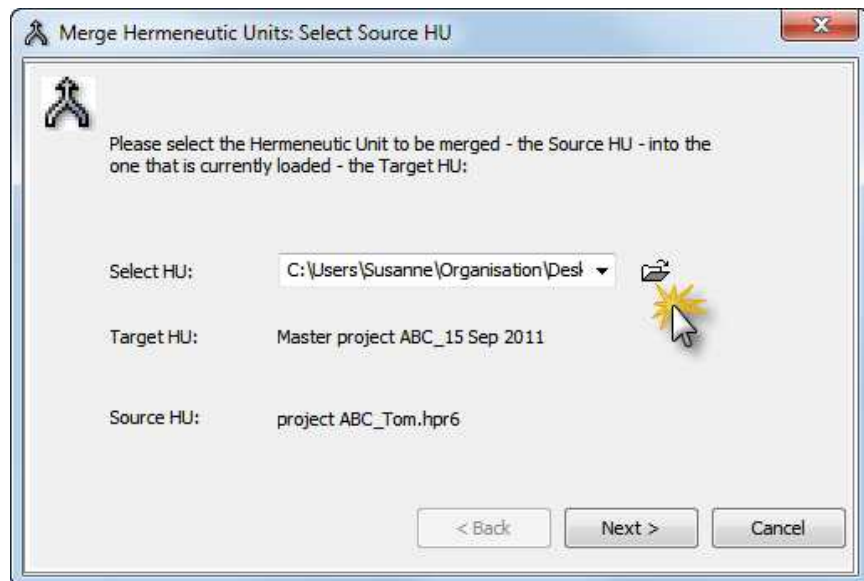 Merge Hermeneutic Units: Select Source HU
Please select the Hermeneutic Unit to be merged - the Source HU - into the
one that is currently loaded - the Target HU:
Select HU: C:\Users\Susanne\Organisation\Desk
Target HU: Master project ABC_15 Sep 2011
Source HU: project ABC_Tom.hpr6
< Back Next > Cancel